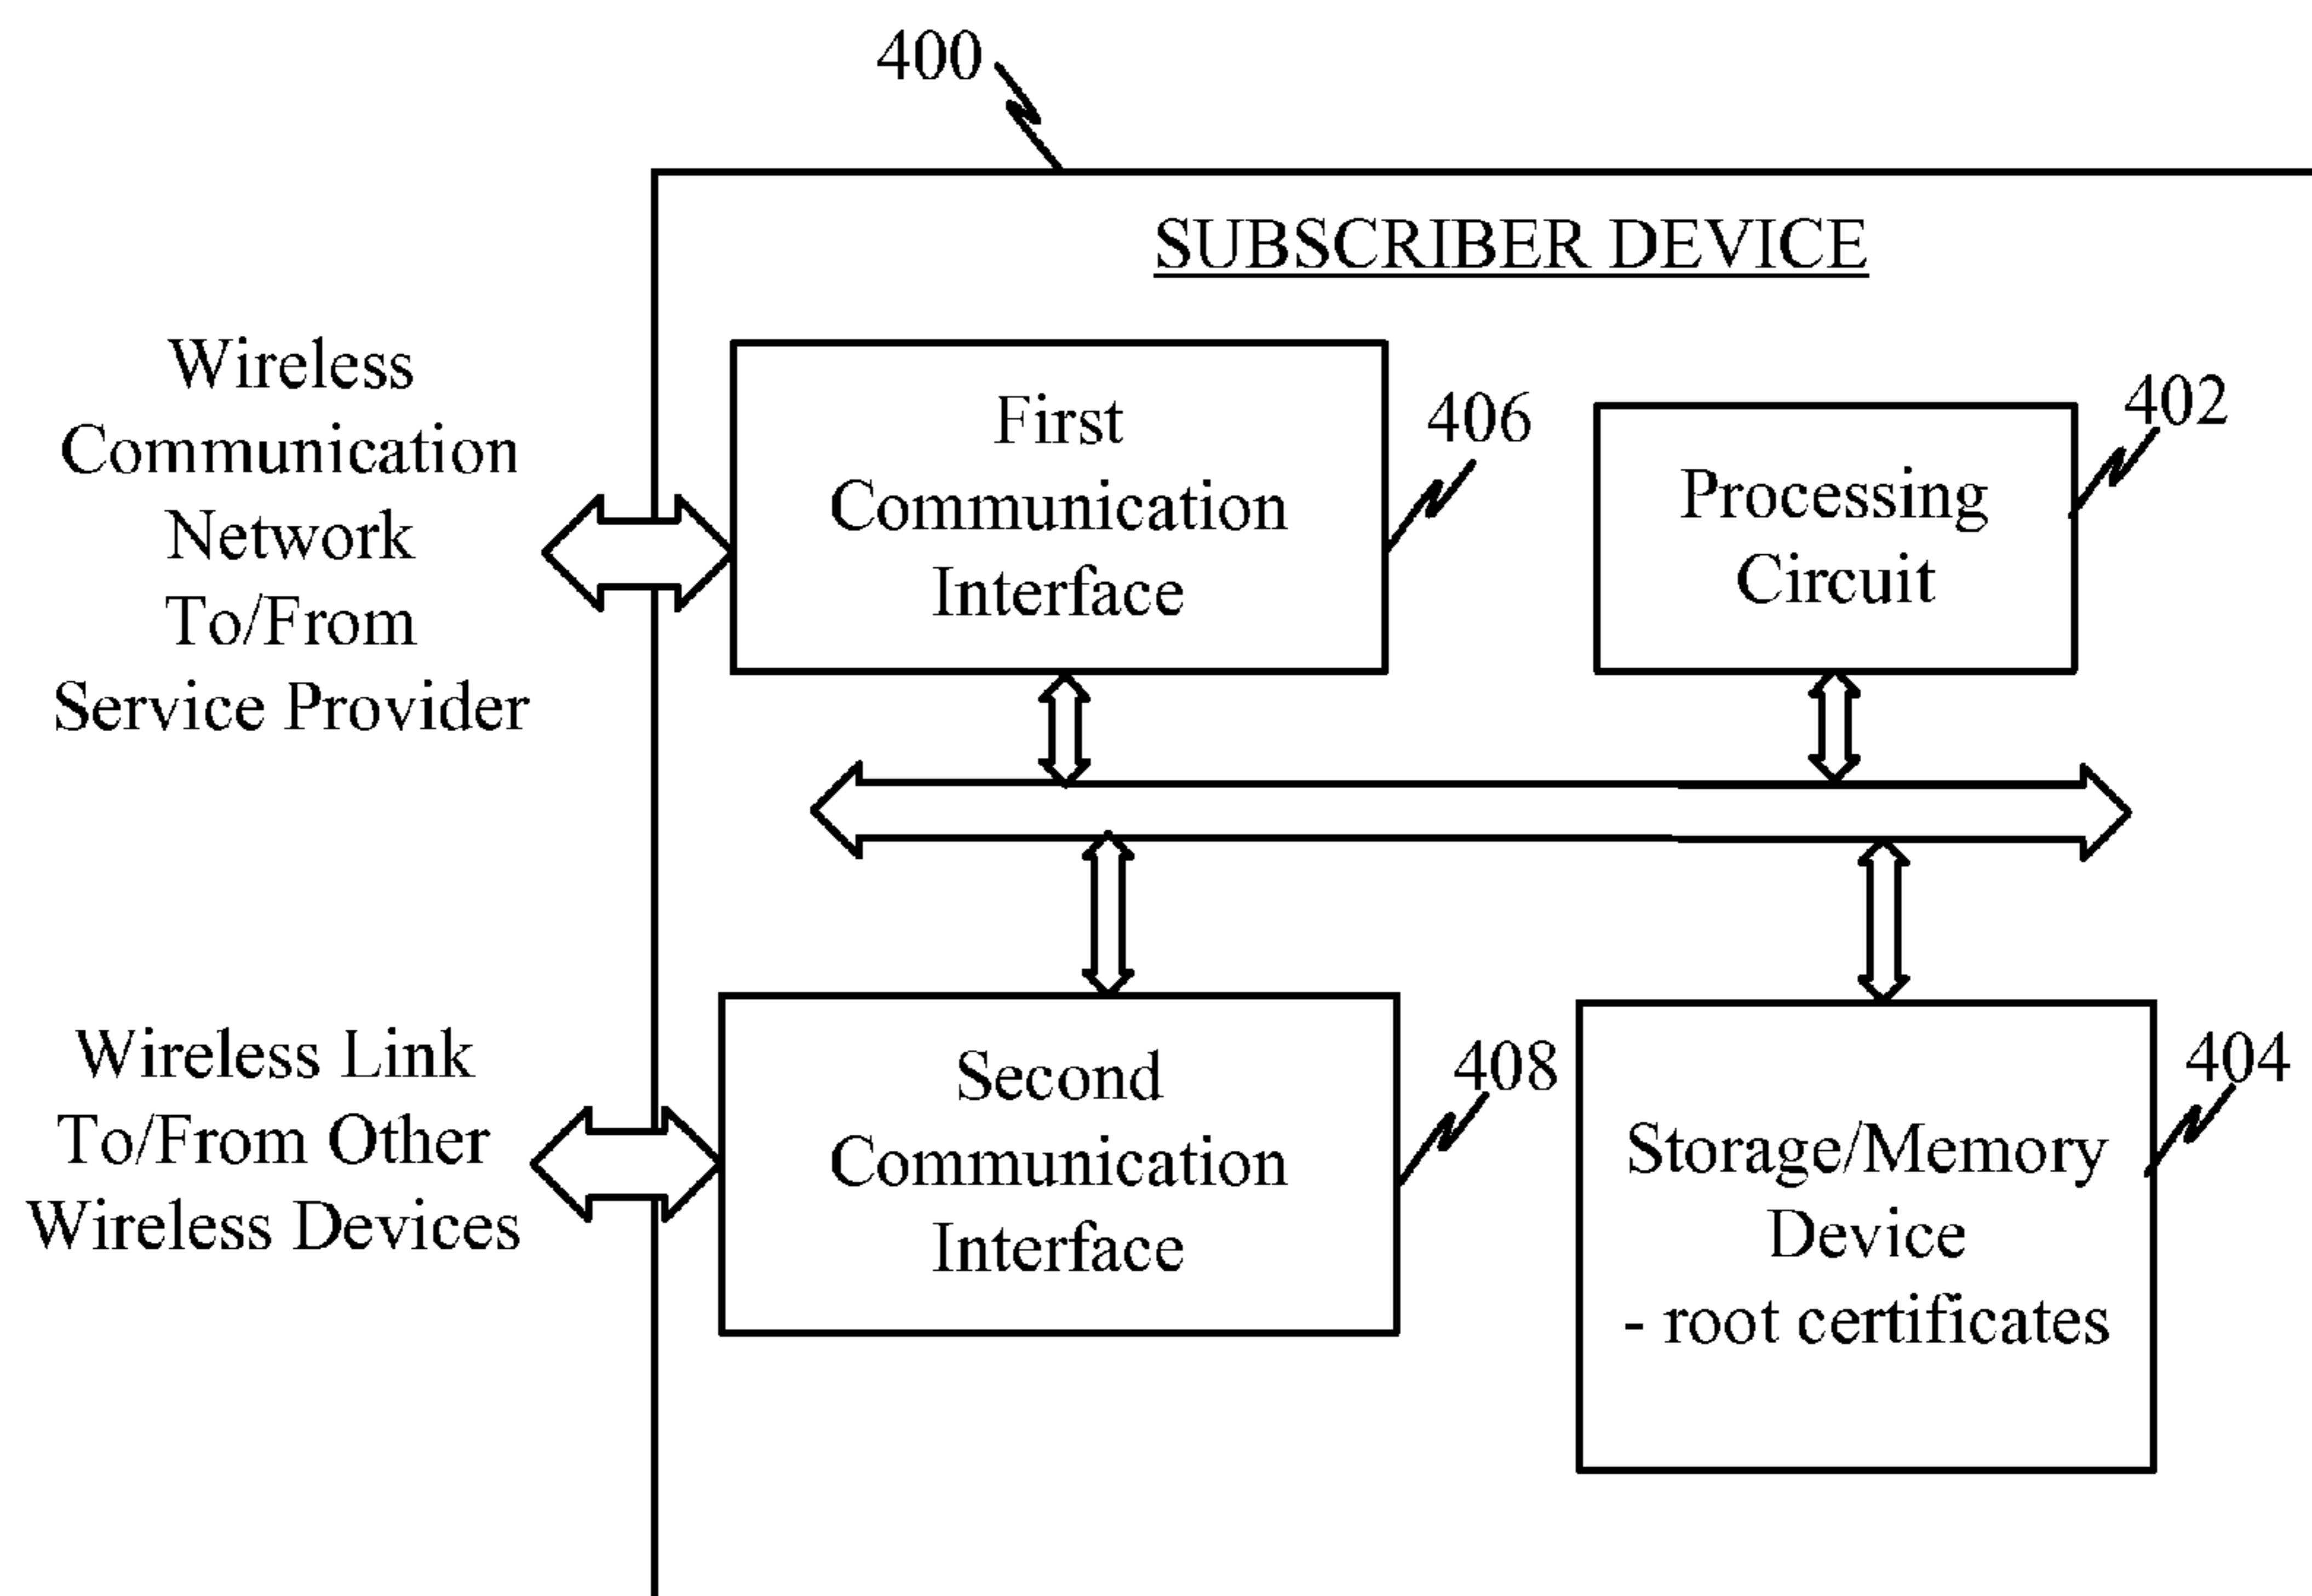 400
SUBSCRIBER DEVICE
Wireless
Communication
Network
To/From
Service Provider
First
Communication
Interface
406
Processing
Circuit
402
Wireless Link
To/From Other
Wireless Devices
Second
Communication
Interface
408
Storage/Memory
Device
- root certificates
404